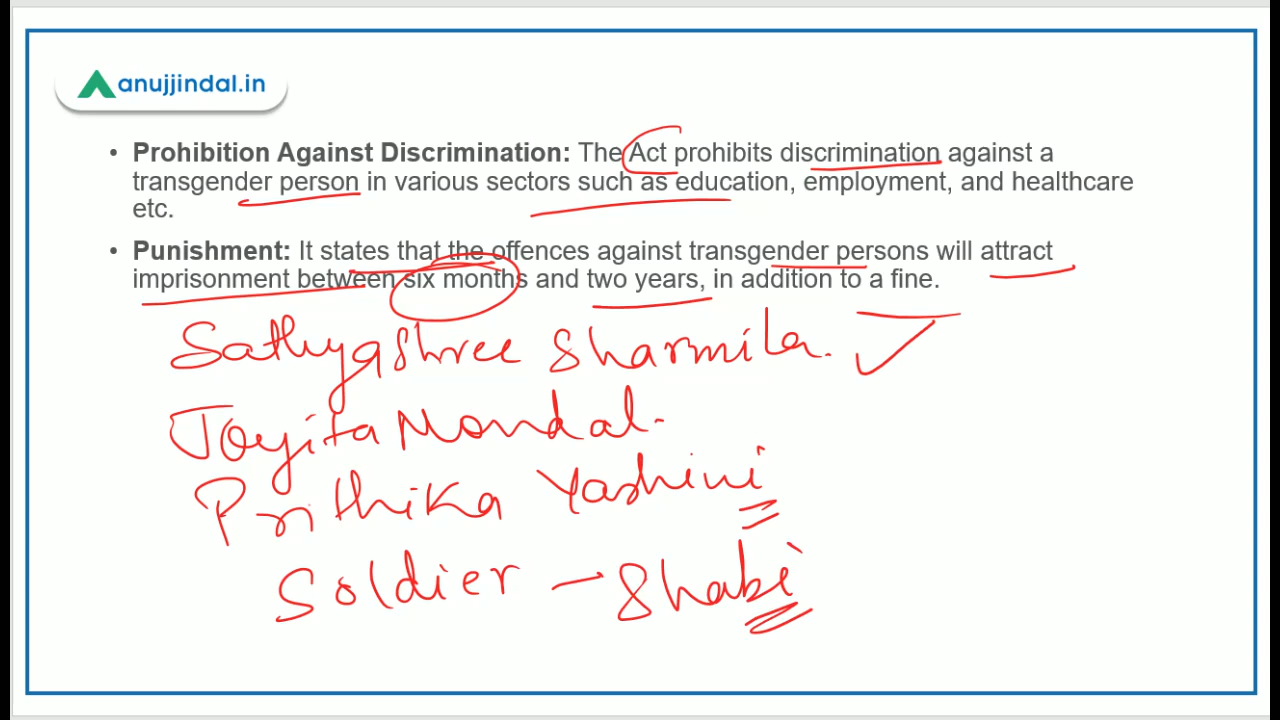 anujjindal.in
• Prohibition Against Discrimination: The Act prohibits discrimination against a
transgender person in various sectors such as education, employment, and healthcare
etc.
• Punishment: It states that the offences against transgender persons will attract
imprisonment between six months and two years, in addition to a fine.
Sathyashree Sharmila.
Joyita Mondal.
Prithika Yashini
Soldier - Shabi